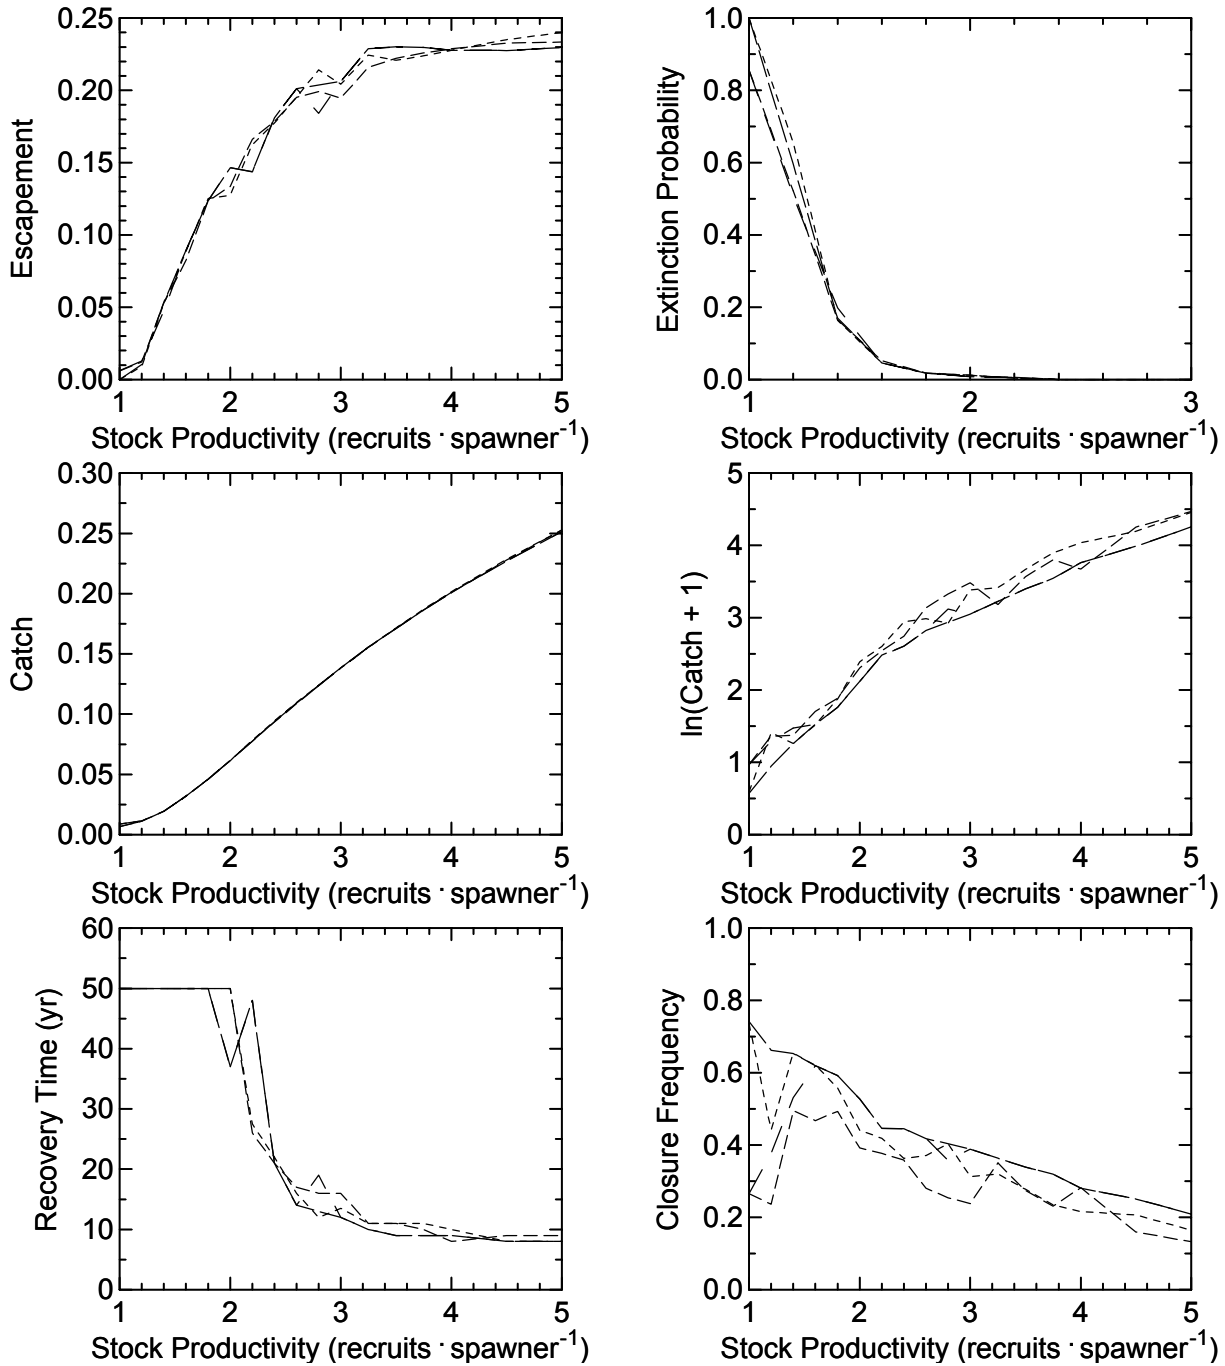 0.25
0.20
0.15
0.10
0.05
0.00
Escapement
1 2 3 4 5
Stock Productivity (recruits · spawner⁻¹)
1.0
0.8
0.6
0.4
0.2
0.0
Extinction Probability
1 2 3
Stock Productivity (recruits · spawner⁻¹)
0.30
0.25
0.20
0.15
0.10
0.05
0.00
Catch
1 2 3 4 5
Stock Productivity (recruits · spawner⁻¹)
5
4
3
2
1
0
ln(Catch + 1)
1 2 3 4 5
Stock Productivity (recruits · spawner⁻¹)
60
50
40
30
20
10
0
Recovery Time (yr)
1 2 3 4 5
Stock Productivity (recruits · spawner⁻¹)
1.0
0.8
0.6
0.4
0.2
0.0
Closure Frequency
1 2 3 4 5
Stock Productivity (recruits · spawner⁻¹)